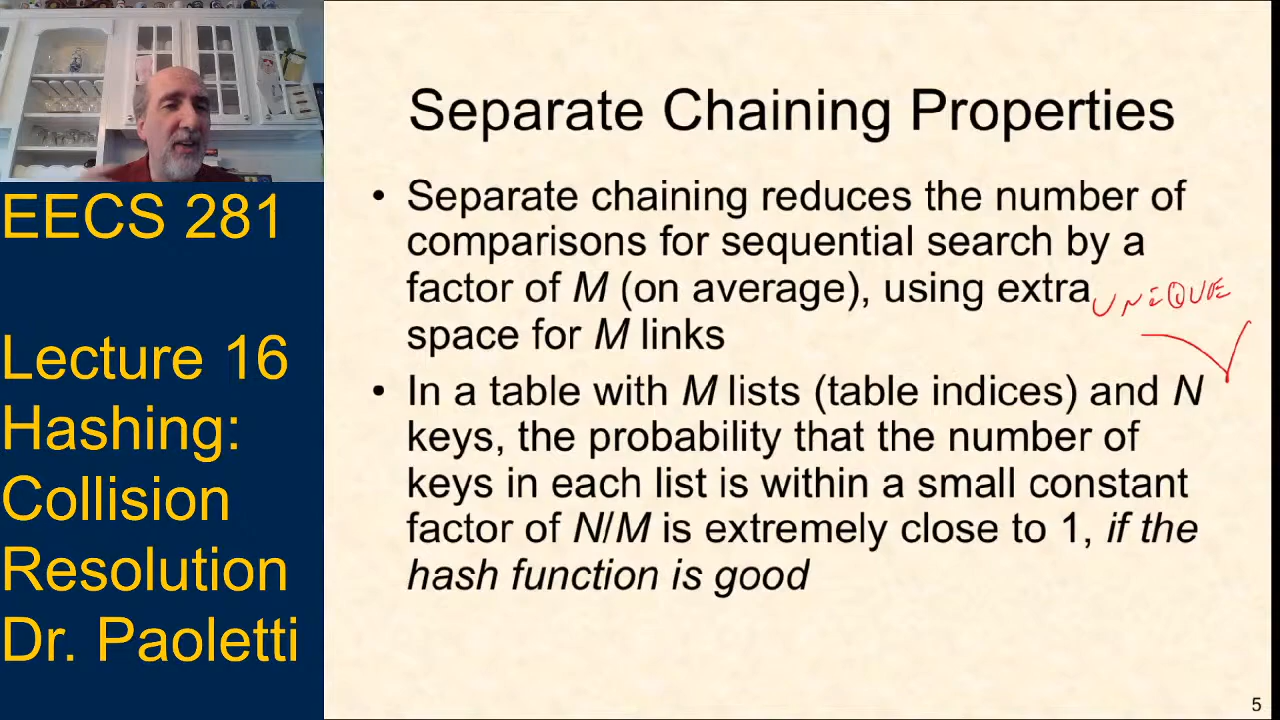 EECS 281
Lecture 16
Hashing:
Collision
Resolution
Dr. Paoletti
Separate Chaining Properties
• Separate chaining reduces the number of
comparisons for sequential search by a
factor of M (on average), using extra
UNIQUE
space for M links
• In a table with M lists (table indices) and N
keys, the probability that the number of
keys in each list is within a small constant
factor of N/M is extremely close to 1, if the
hash function is good
5